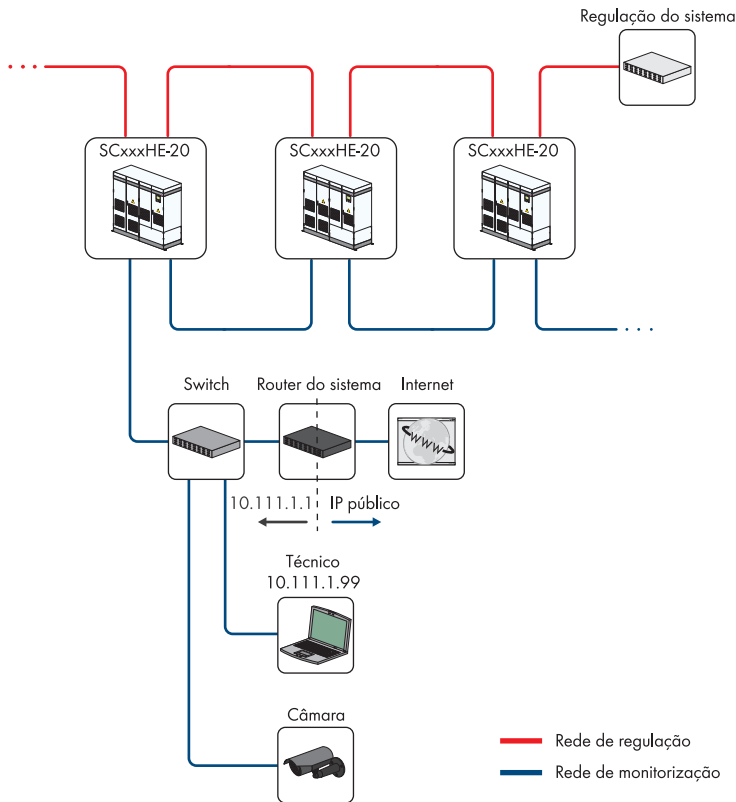 Regulação do sistema
SCxxxHE-20
SCxxxHE-20
SCxxxHE-20
Switch
Router do sistema
Internet
10.111.1.1
IP público
Técnico
10.111.1.99
Câmara
Rede de regulação
Rede de monitorização